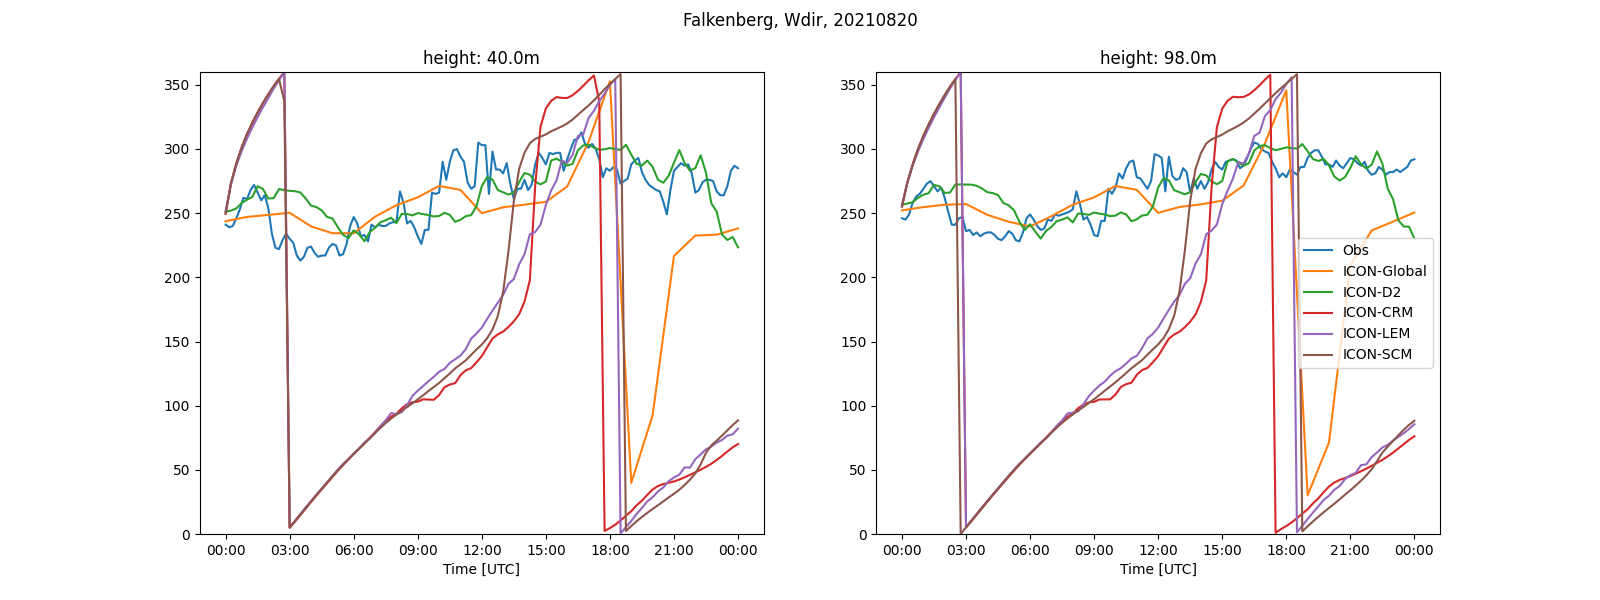 Falkenberg, Wdir, 20210820
height: 40.0m
350
300
250
200
150
100
50
0
00:00 03:00 06:00 09:00 12:00 15:00 18:00 21:00 00:00
Time [UTC]
height: 98.0m
350
300
250
200
150
100
50
0
Obs
ICON-Global
ICON-D2
ICON-CRM
ICON-LEM
ICON-SCM
00:00 03:00 06:00 09:00 12:00 15:00 18:00 21:00 00:00
Time [UTC]